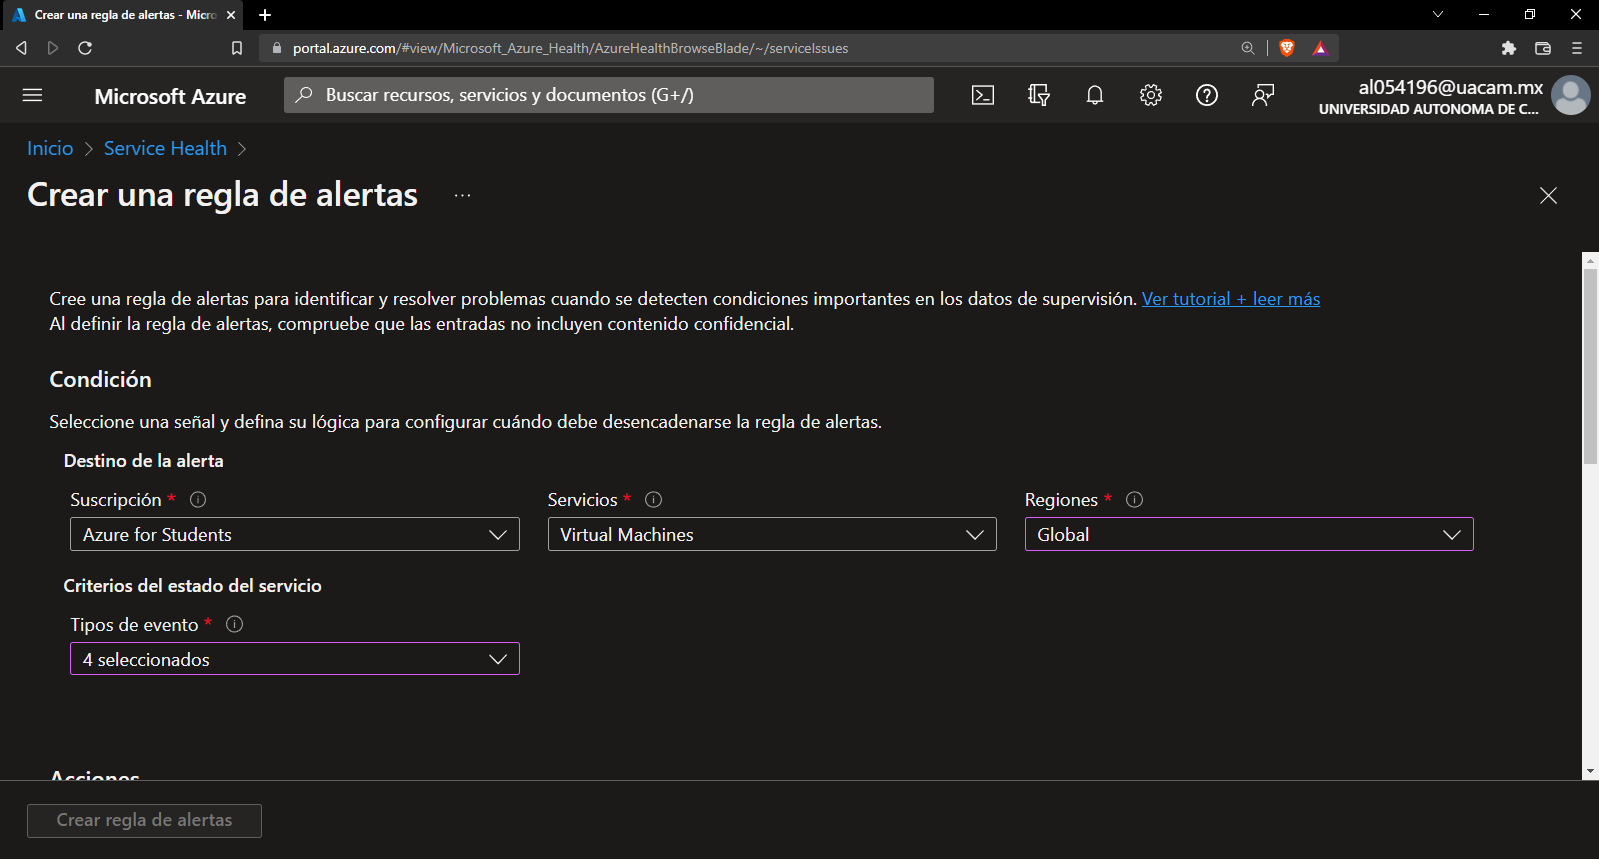 Crear una regla de alertas - Micro
portal.azure.com/#view/Microsoft_Azure_Health/AzureHealthBrowseBlade/~/serviceIssues
Microsoft Azure
Buscar recursos, servicios y documentos (G+/)
al054196@uacam.mx
UNIVERSIDAD AUTONOMA DE C...
Inicio > Service Health >
Crear una regla de alertas ...
Cree una regla de alertas para identificar y resolver problemas cuando se detecten condiciones importantes en los datos de supervisión. Ver tutorial + leer más
Al definir la regla de alertas, compruebe que las entradas no incluyen contenido confidencial.
Condición
Seleccione una señal y defina su lógica para configurar cuándo debe desencadenarse la regla de alertas.
Destino de la alerta
Suscripción * Servicios * Regiones *
Azure for Students Virtual Machines Global
Criterios del estado del servicio
Tipos de evento *
4 seleccionados
Acciones
Crear regla de alertas